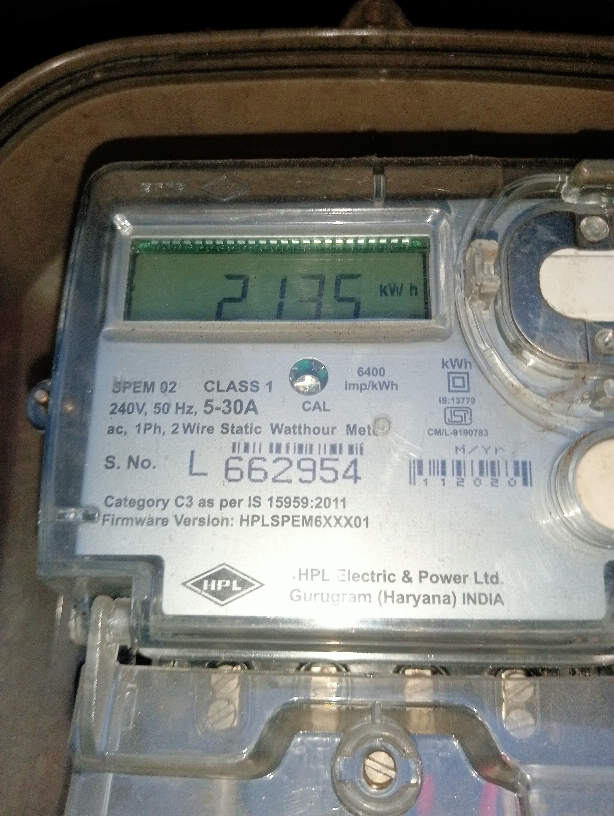 2135 kWh
SPEM 02 CLASS 1
6400
imp/kWh
CAL
kWh
IS:13779
CM/L-9190783
240V, 50 Hz, 5-30A
ac, 1Ph, 2 Wire Static Watthour
M/Yr.
S. No. L 662954
112020
Category C3 as per IS 15959:2011
Firmware Version: HPLSPEM6XXX01
HPL
HPL Electric & Power Ltd.
Gurugram (Haryana) INDIA